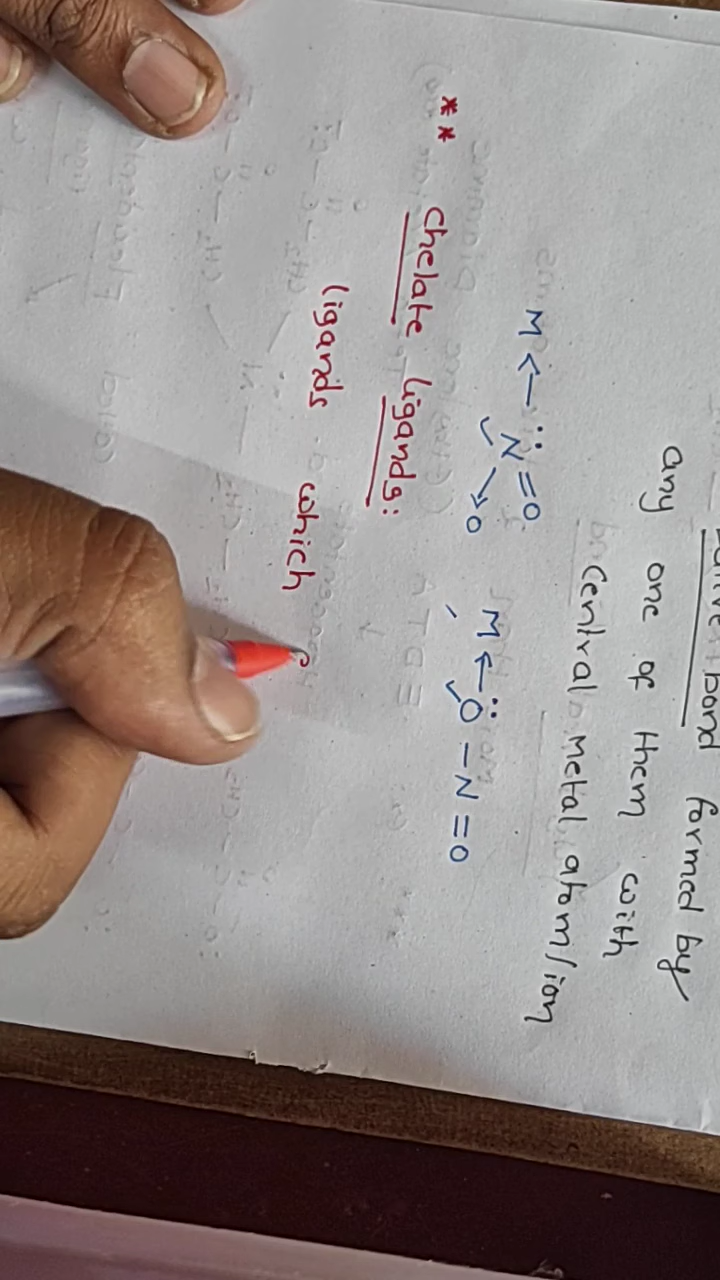 bond formed by
any one of them with
Central metal atom/ion
M ← N̈ = O → O M ← Ö - N = O
** Chelate ligands:
ligands which